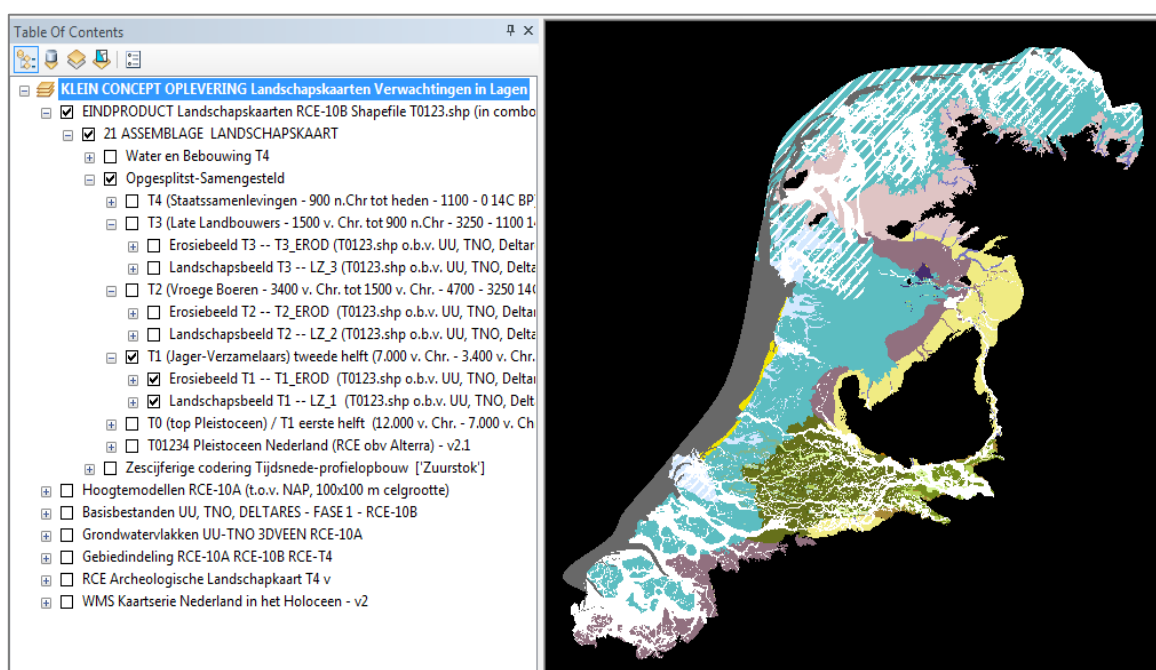 Table Of Contents
KLEIN CONCEPT OPLEVERING Landschapskaarten Verwachtingen in Lagen
EINDPRODUCT Landschapskaarten RCE-10B Shapefile T0123.shp (in combo
21 ASSEMBLAGE LANDSCHAPSKAART
Water en Bebouwing T4
Opgesplitst-Samengesteld
T4 (Staatssamenlevingen - 900 n.Chr tot heden - 1100 - 0 14C BP)
T3 (Late Landbouwers - 1500 v. Chr. tot 900 n.Chr - 3250 - 1100 1
Erosiebeeld T3 -- T3_EROD (T0123.shp o.b.v. UU, TNO, Deltar
Landschapsbeeld T3 -- LZ_3 (T0123.shp o.b.v. UU, TNO, Delta
T2 (Vroege Boeren - 3400 v. Chr. tot 1500 v. Chr. - 4700 - 3250 14C
Erosiebeeld T2 -- T2_EROD (T0123.shp o.b.v. UU, TNO, Deltar
Landschapsbeeld T2 -- LZ_2 (T0123.shp o.b.v. UU, TNO, Delta
T1 (Jager-Verzamelaars) tweede helft (7.000 v. Chr. - 3.400 v. Chr.
Erosiebeeld T1 -- T1_EROD (T0123.shp o.b.v. UU, TNO, Deltar
Landschapsbeeld T1 -- LZ_1 (T0123.shp o.b.v. UU, TNO, Delt
T0 (top Pleistoceen) / T1 eerste helft (12.000 v. Chr. - 7.000 v. Ch
T01234 Pleistoceen Nederland (RCE obv Alterra) - v2.1
Zescijferige codering Tijdsnede-profielopbouw ['Zuurstok']
Hoogtemodellen RCE-10A (t.o.v. NAP, 100x100 m celgrootte)
Basisbestanden UU, TNO, DELTARES - FASE 1 - RCE-10B
Grondwatervlakken UU-TNO 3DVEEN RCE-10A
Gebiedindeling RCE-10A RCE-10B RCE-T4
RCE Archeologische Landschapkaart T4 v
WMS Kaartserie Nederland in het Holoceen - v2